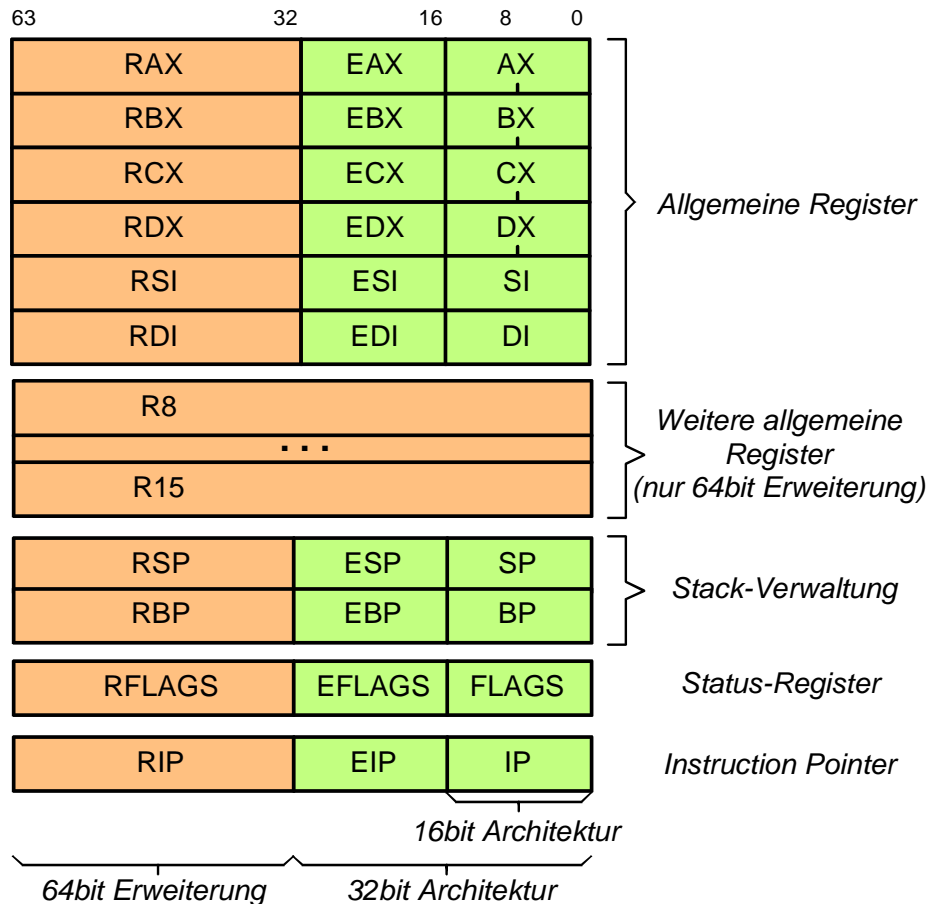 63 32 16 8 0
RAX EAX AX
RBX EBX BX
RCX ECX CX
RDX EDX DX
RSI ESI SI
RDI EDI DI
Allgemeine Register
R8
...
R15
Weitere allgemeine
Register
(nur 64bit Erweiterung)
RSP ESP SP
RBP EBP BP
Stack-Verwaltung
RFLAGS EFLAGS FLAGS
Status-Register
RIP EIP IP
Instruction Pointer
16bit Architektur
64bit Erweiterung 32bit Architektur